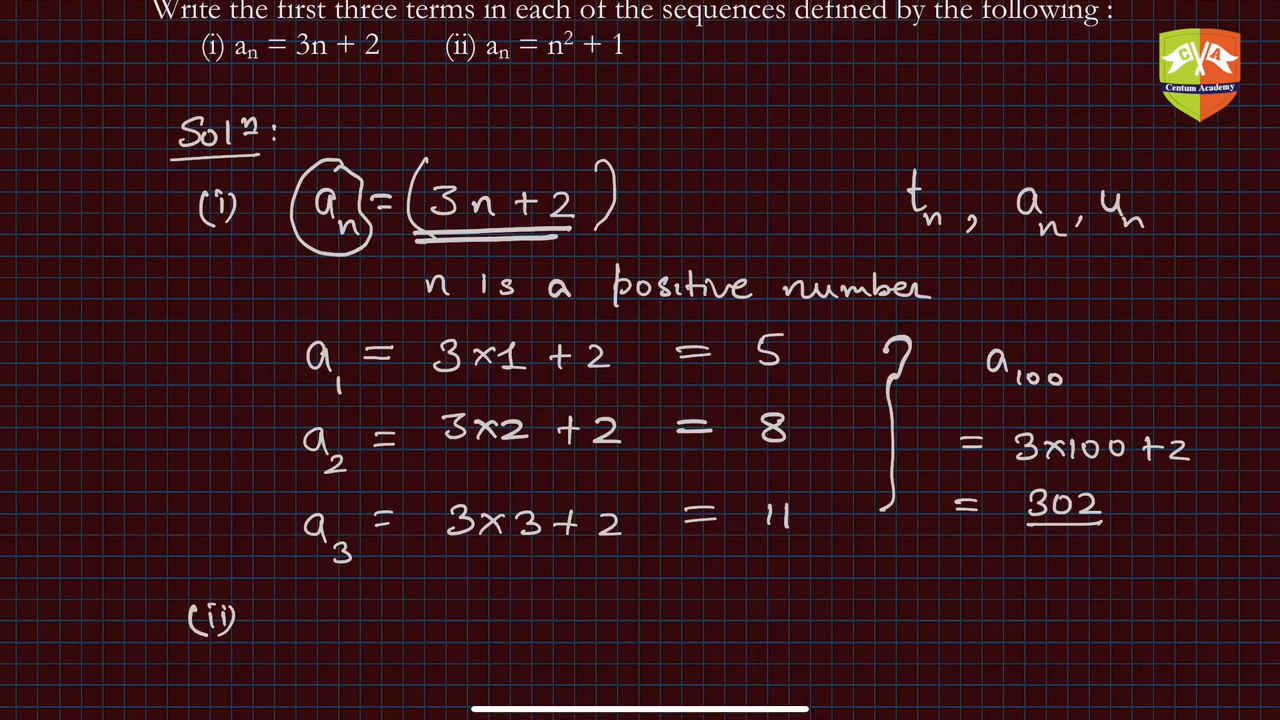 Write the first three terms in each of the sequences defined by the following :
(i) aₙ = 3n + 2 (ii) aₙ = n² + 1
C A
Centum Academy
Solⁿ :
(i) aₙ = (3n + 2) tₙ, aₙ, uₙ
n is a positive number
a₁ = 3×1 + 2 = 5
a₂ = 3×2 + 2 = 8
a₃ = 3×3 + 2 = 11
} a₁₀₀
= 3×100 + 2
= 302
(ii)